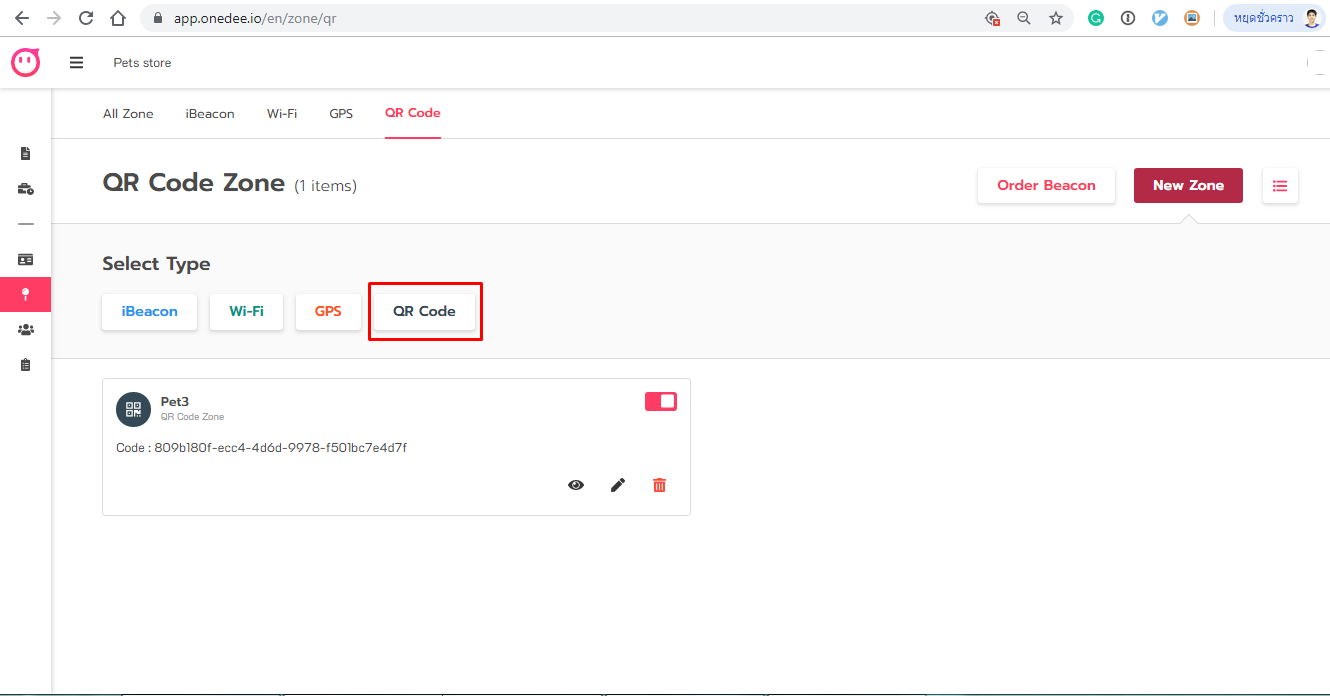 app.onedee.io/en/zone/qr
หยุดชั่วคราว
Pets store
All Zone iBeacon Wi-Fi GPS QR Code
QR Code Zone (1 items)
Order Beacon New Zone
Select Type
iBeacon Wi-Fi GPS QR Code
Pet3
QR Code Zone
Code : 809b180f-ecc4-4d6d-9978-f501bc7e4d7f